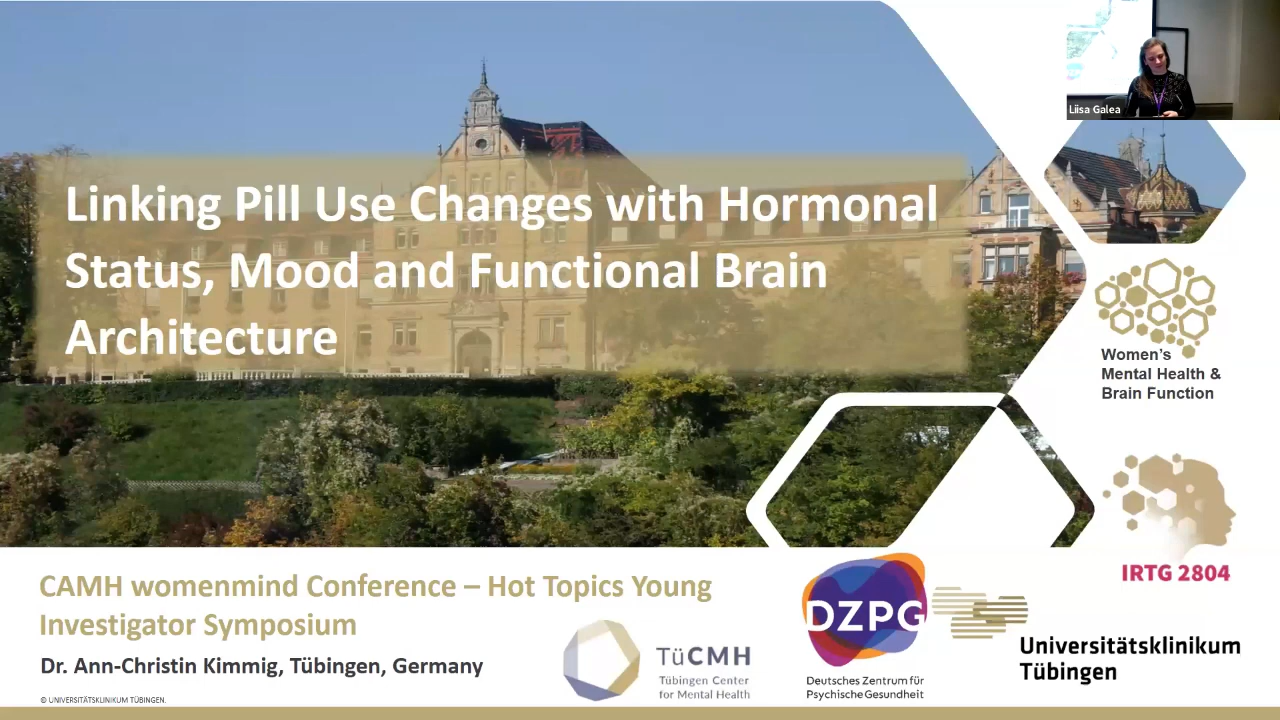 Liisa Galea
Linking Pill Use Changes with Hormonal
Status, Mood and Functional Brain
Architecture
Women's
Mental Health &
Brain Function
IRTG 2804
CAMH womenmind Conference – Hot Topics Young
Investigator Symposium
Dr. Ann-Christin Kimmig, Tübingen, Germany
© UNIVERSITÄTSKLINIKUM TÜBINGEN.
TüCMH
Tübingen Center
for Mental Health
DZPG
Deutsches Zentrum für
Psychische Gesundheit
Universitätsklinikum
Tübingen